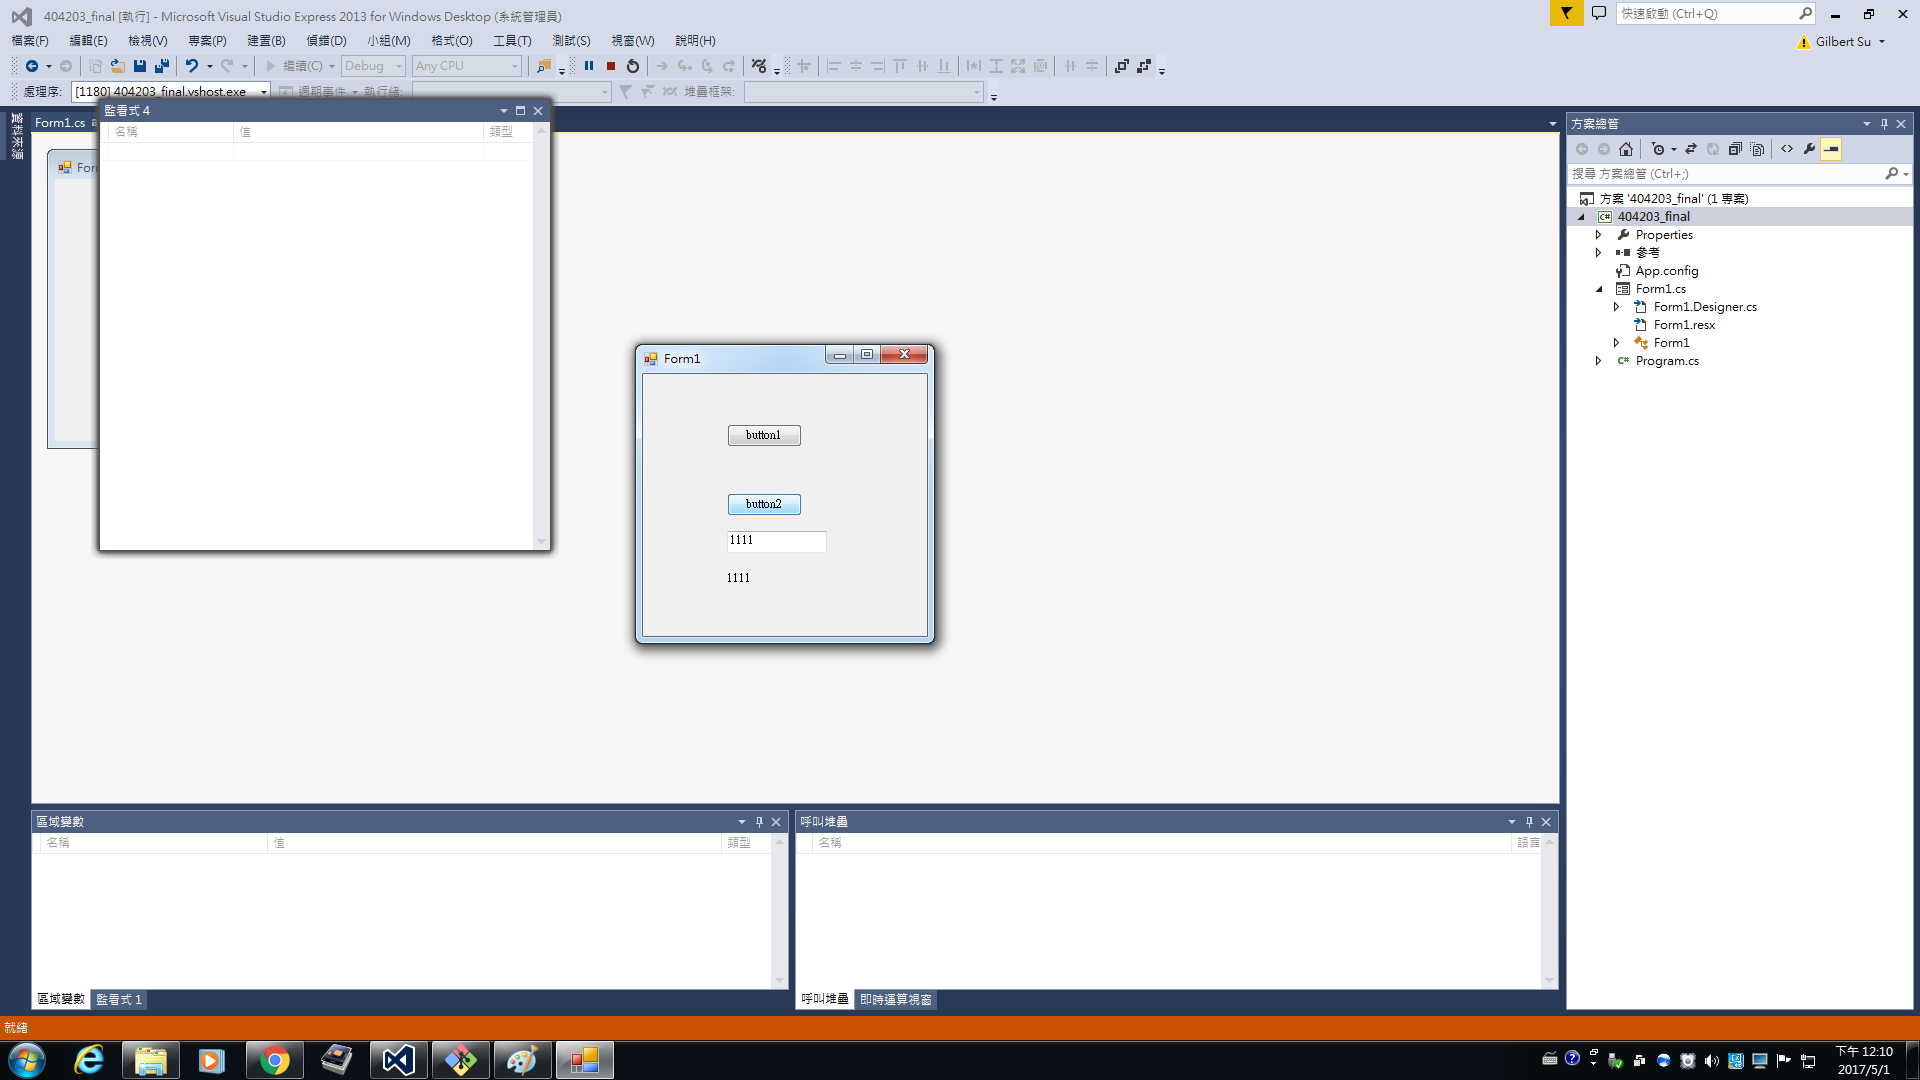 404203_final [執行] - Microsoft Visual Studio Express 2013 for Windows Desktop (系統管理員)
快速啟動 (Ctrl+Q)
檔案(F) 編輯(E) 檢視(V) 專案(P) 建置(B) 偵錯(D) 小組(M) 格式(O) 工具(T) 測試(S) 視窗(W) 說明(H)
Gilbert Su
繼續(C) Debug Any CPU
處理序: [1180] 404203_final.vshost.exe 週期事件 執行緒: 堆疊框架:
資料來源
Form1.cs
監看式 4
名稱 值 類型
Form1
button1
button2
1111
1111
方案總管
搜尋 方案總管 (Ctrl+;)
方案 '404203_final' (1 專案)
404203_final
Properties
參考
App.config
Form1.cs
Form1.Designer.cs
Form1.resx
Form1
Program.cs
區域變數
名稱 值 類型
區域變數 監看式 1
呼叫堆疊
名稱 語言
呼叫堆疊 即時運算視窗
就緒
下午 12:10
2017/5/1